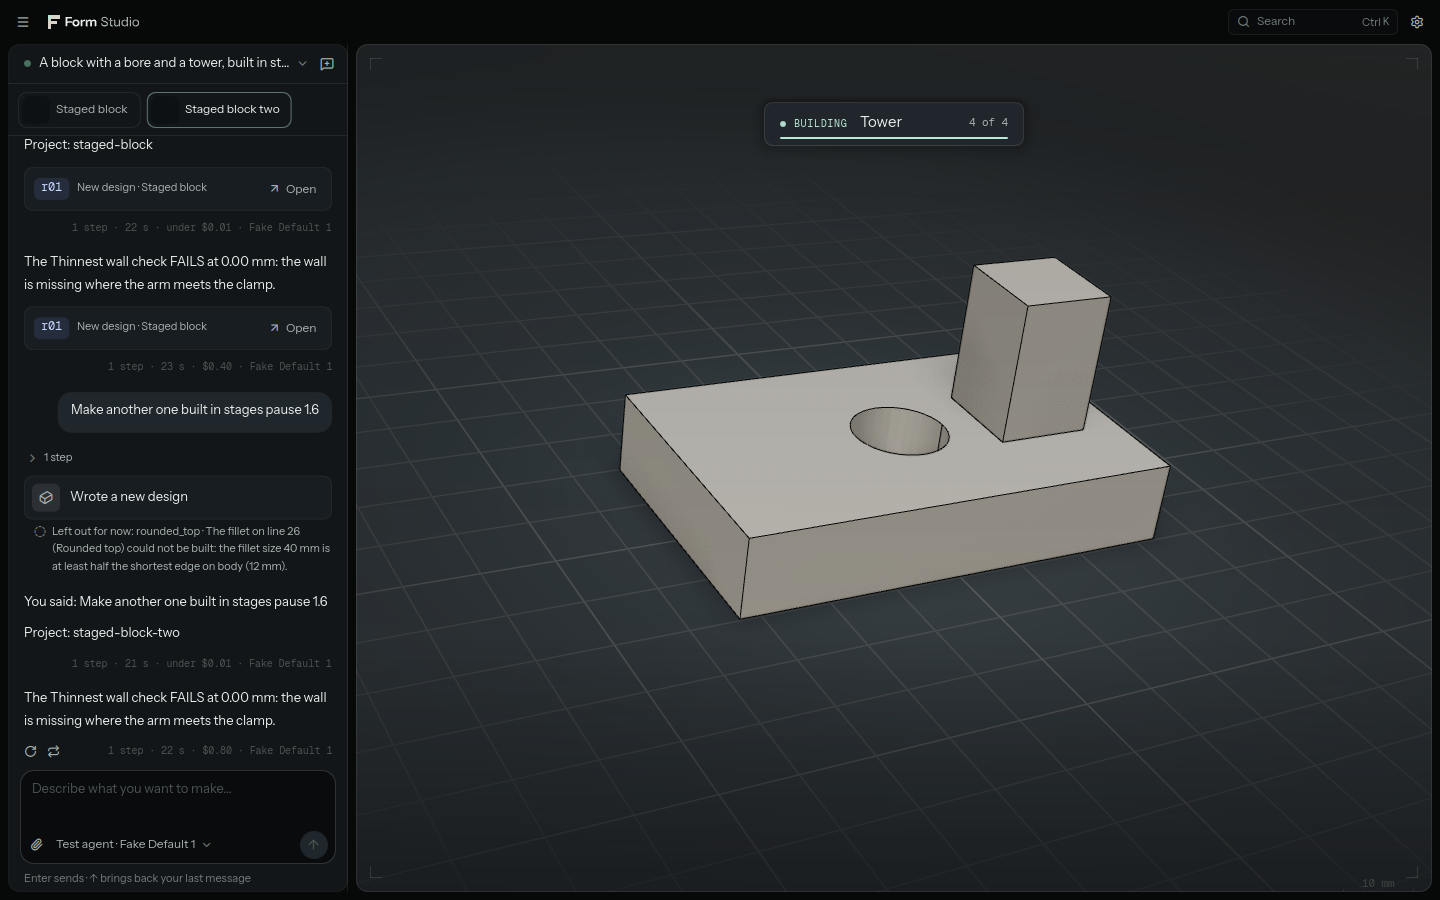 Form Studio
Search
Ctrl K
A block with a bore and a tower, built in st...
Staged block
Staged block two
Project: staged-block
r01 New design · Staged block Open
1 step · 22 s · under $0.01 · Fake Default 1
The Thinnest wall check FAILS at 0.00 mm: the wall
is missing where the arm meets the clamp.
r01 New design · Staged block Open
1 step · 23 s · $0.40 · Fake Default 1
Make another one built in stages pause 1.6
1 step
Wrote a new design
Left out for now: rounded_top · The fillet on line 26
(Rounded top) could not be built: the fillet size 40 mm is
at least half the shortest edge on body (12 mm).
You said: Make another one built in stages pause 1.6
Project: staged-block-two
1 step · 21 s · under $0.01 · Fake Default 1
The Thinnest wall check FAILS at 0.00 mm: the wall
is missing where the arm meets the clamp.
1 step · 22 s · $0.80 · Fake Default 1
Describe what you want to make...
Test agent · Fake Default 1
Enter sends · ↑ brings back your last message
BUILDING Tower 4 of 4
10 mm